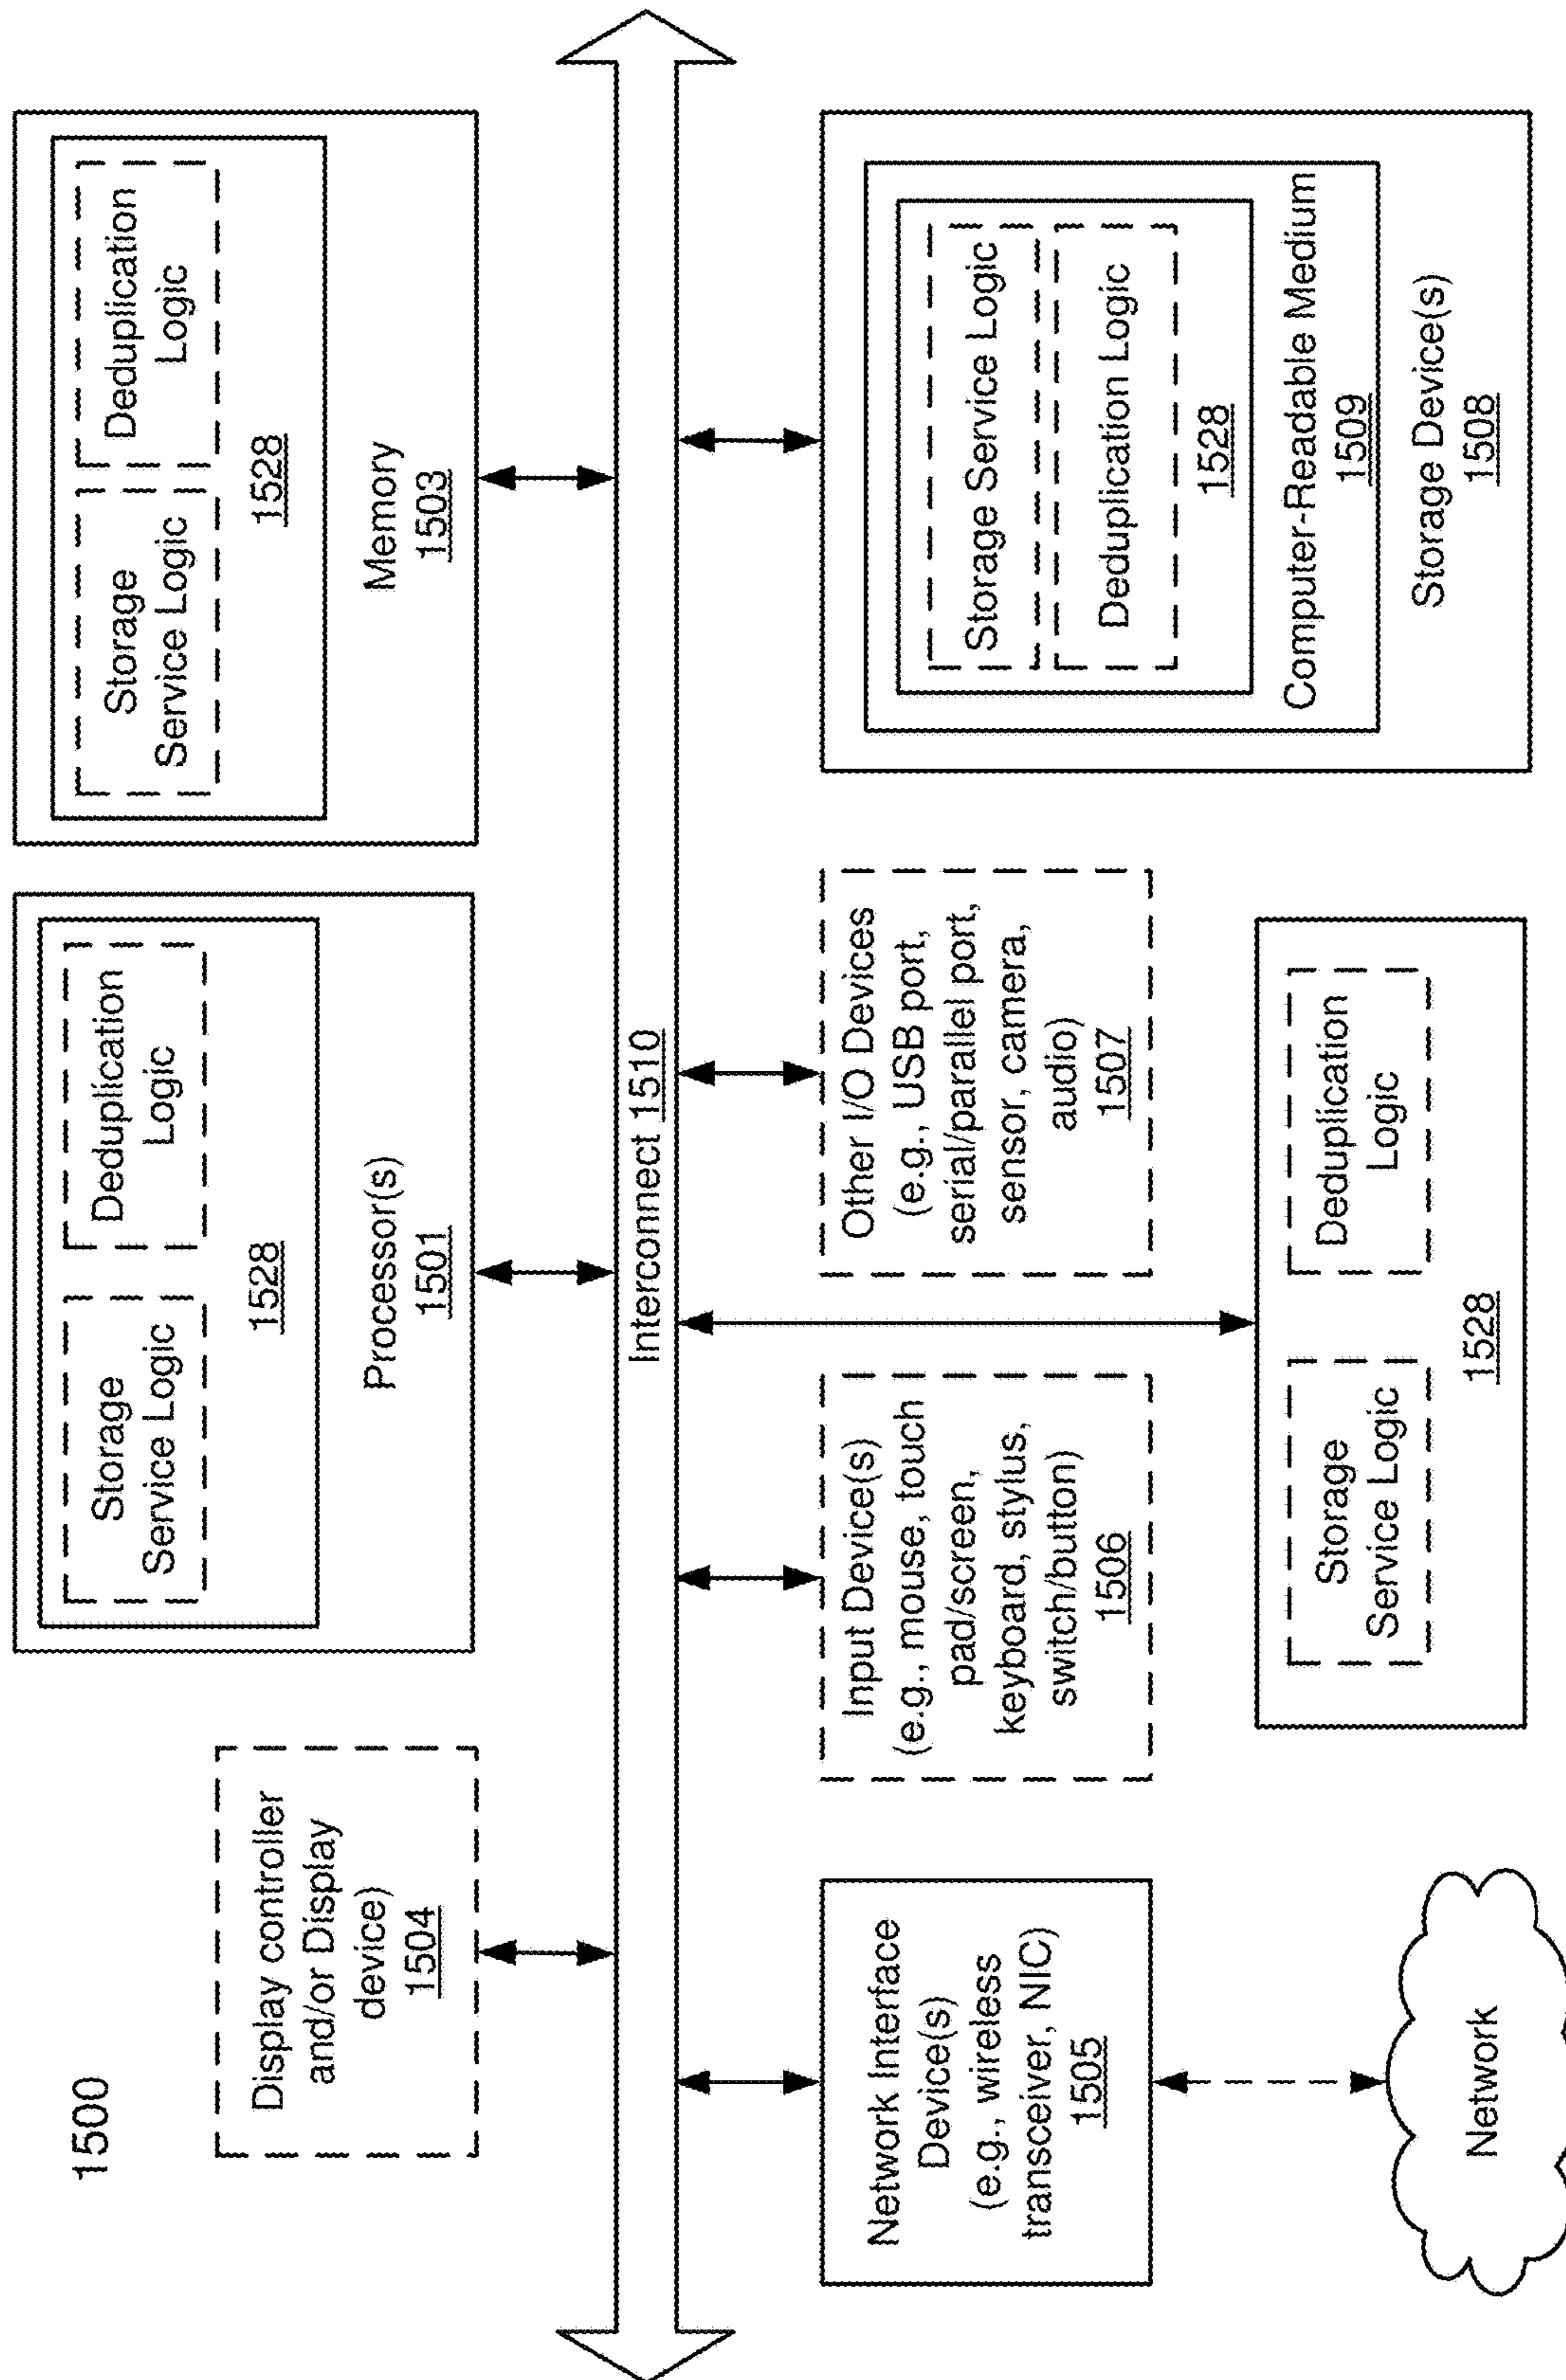 1500
Display controller
and/or Display
device)
1504
Storage
Service Logic
Deduplication
Logic
1528
Processor(s)
1501
Storage
Service Logic
Deduplication
Logic
1528
Memory
1503
Interconnect 1510
Network Interface
Device(s)
(e.g., wireless
transceiver, NIC)
1505
Input Device(s)
(e.g., mouse, touch
pad/screen,
keyboard, stylus,
switch/button)
1506
Other I/O Devices
(e.g., USB port,
serial/parallel port,
sensor, camera,
audio)
1507
Storage Service Logic
Deduplication Logic
1528
Computer-Readable Medium
1509
Storage Device(s)
1508
Network
Storage
Service Logic
Deduplication
Logic
1528